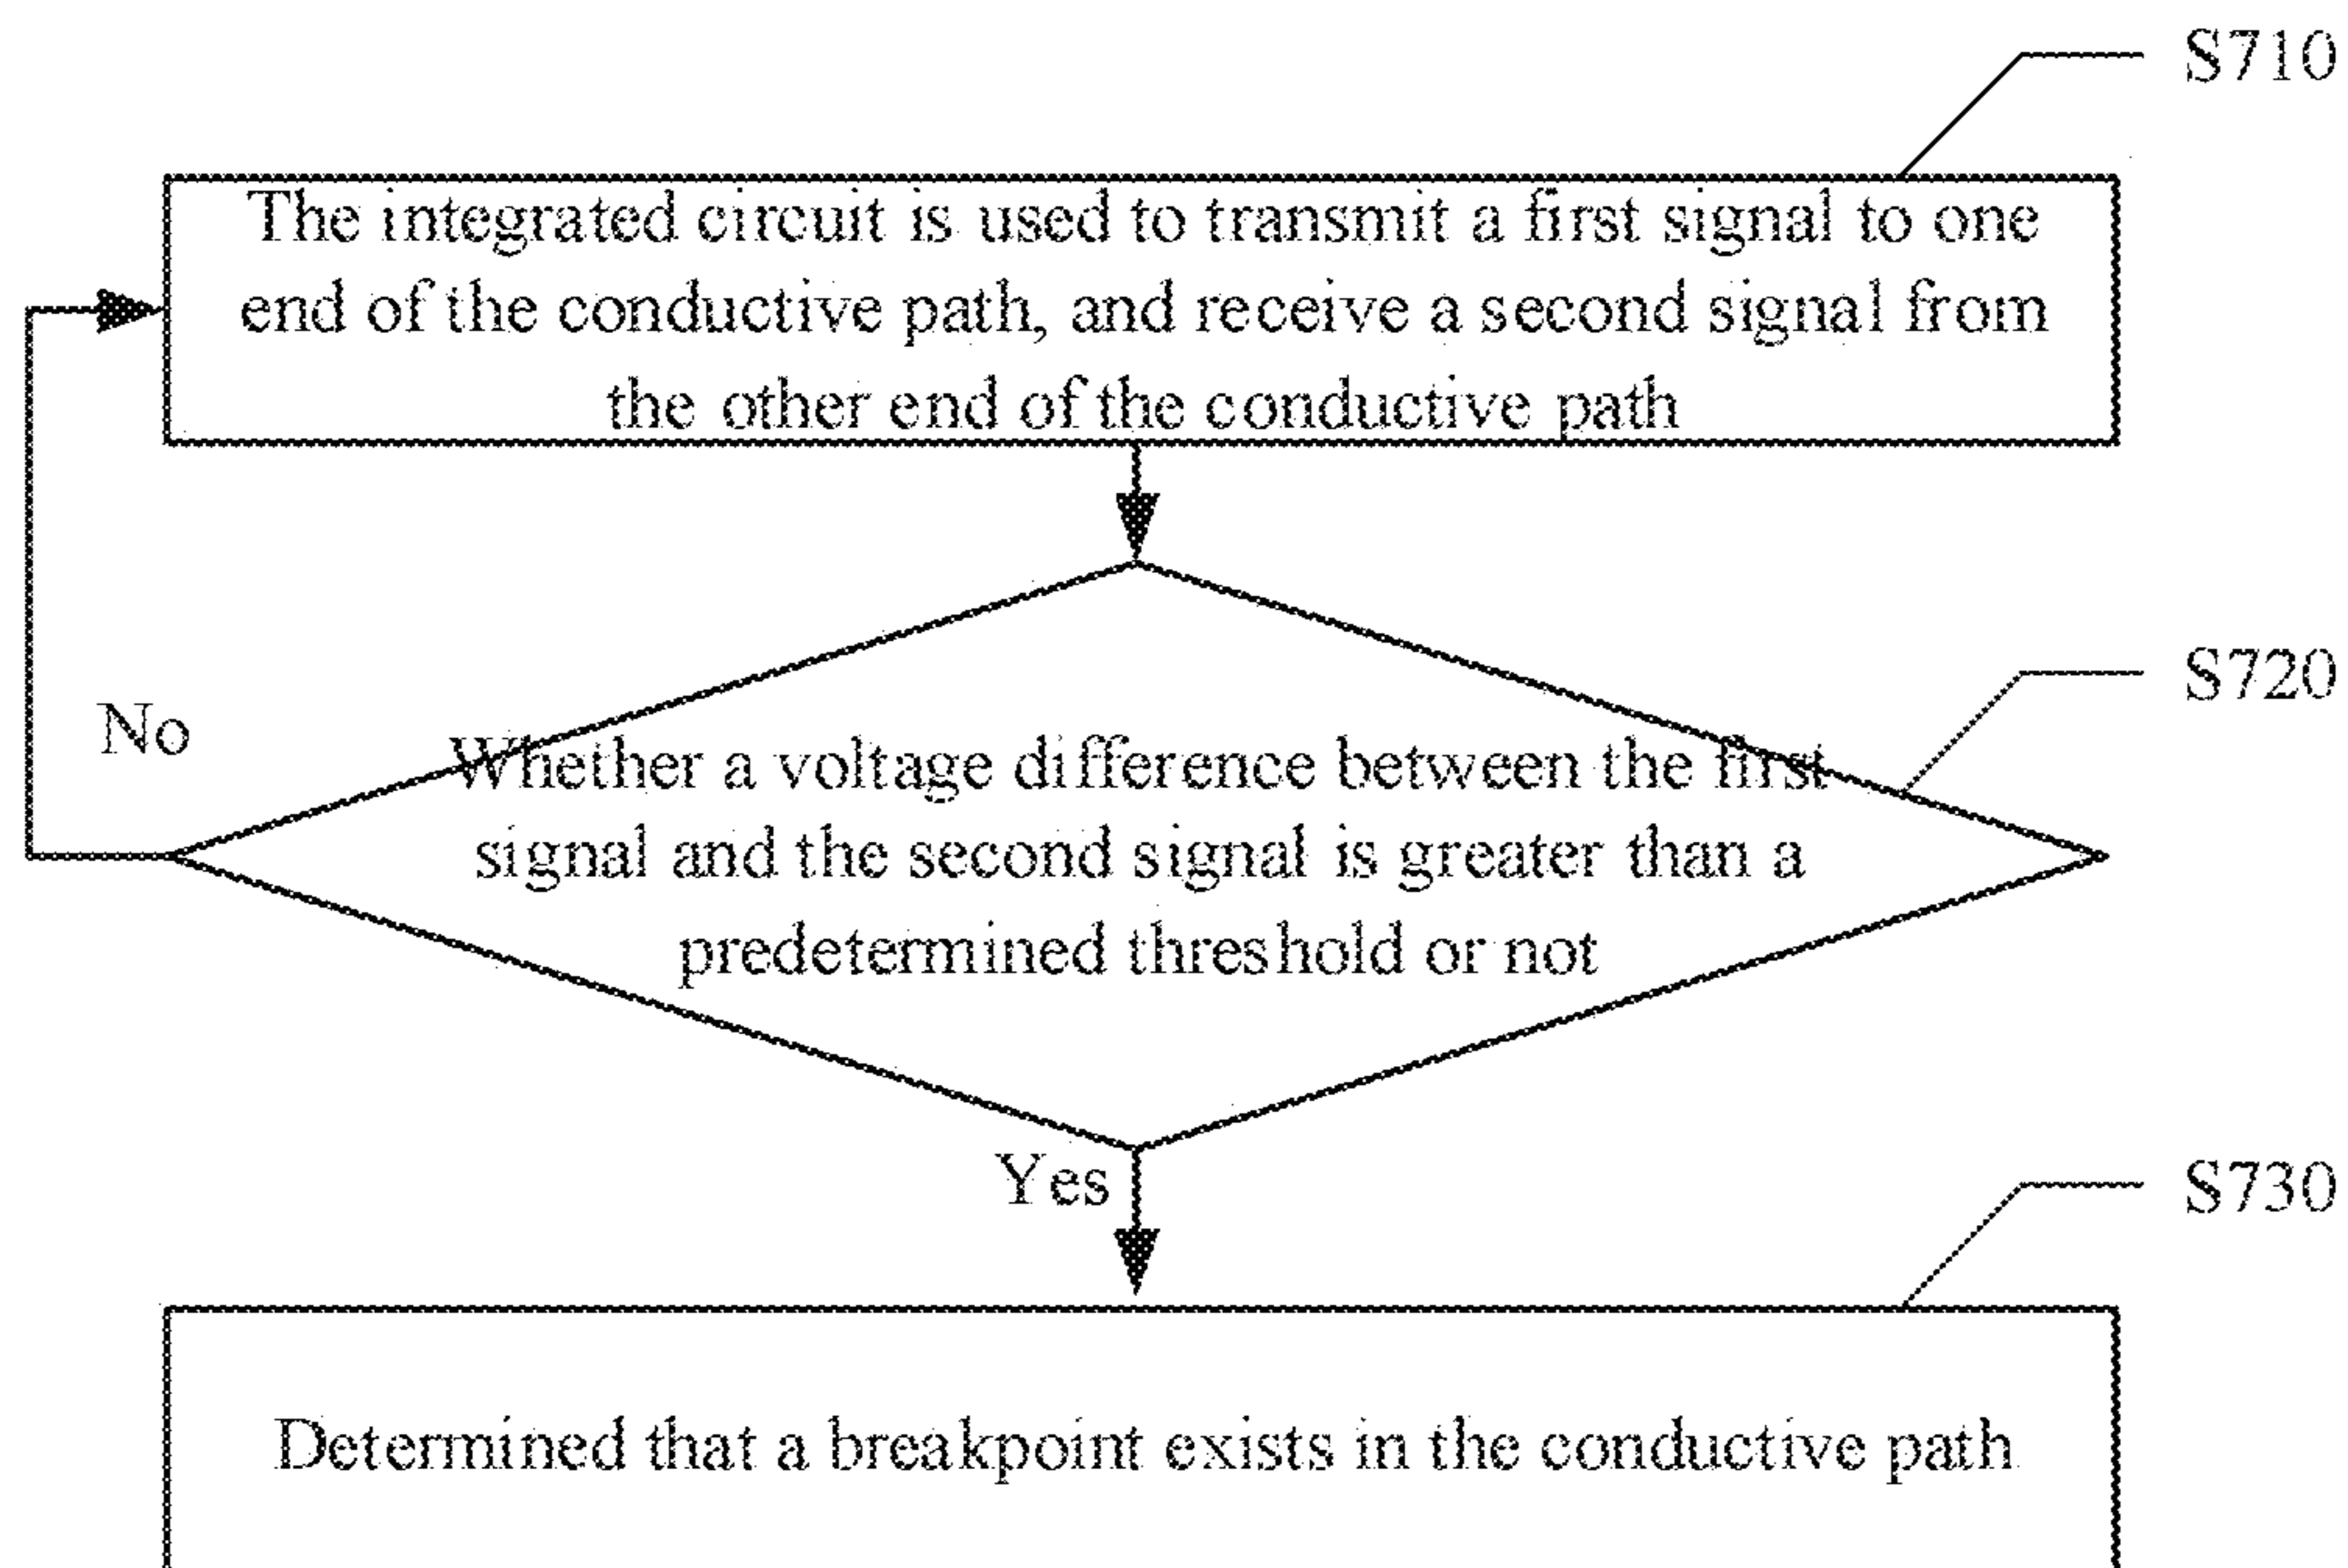 S710
The integrated circuit is used to transmit a first signal to one
end of the conductive path, and receive a second signal from
the other end of the conductive path
S720
No
Whether a voltage difference between the first
signal and the second signal is greater than a
predetermined threshold or not
Yes
S730
Determined that a breakpoint exists in the conductive path